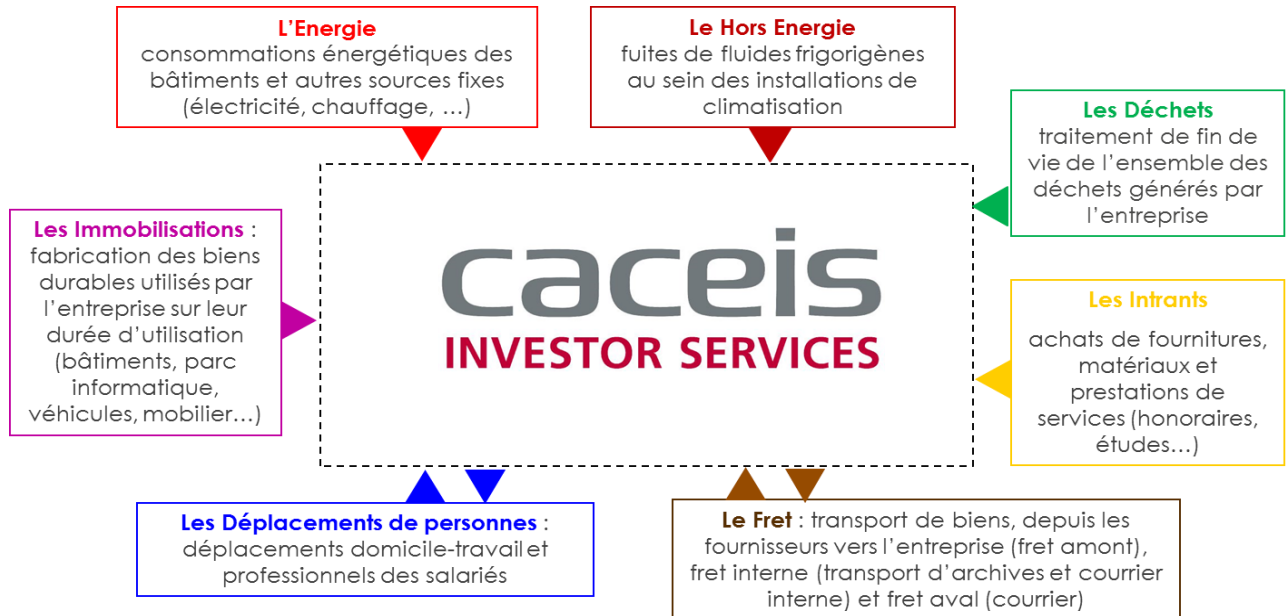 L’Energie
consommations énergétiques des
bâtiments et autres sources fixes
(électricité, chauffage, …)
Le Hors Energie
fuites de fluides frigorigènes
au sein des installations de
climatisation
Les Déchets
traitement de fin de
vie de l’ensemble des
déchets générés par
l’entreprise
Les Immobilisations :
fabrication des biens
durables utilisés par
l’entreprise sur leur
durée d’utilisation
(bâtiments, parc
informatique,
véhicules, mobilier…)
caceis
INVESTOR SERVICES
Les Intrants
achats de fournitures,
matériaux et
prestations de
services (honoraires,
études…)
Les Déplacements de personnes :
déplacements domicile-travail et
professionnels des salariés
Le Fret : transport de biens, depuis les
fournisseurs vers l’entreprise (fret amont),
fret interne (transport d’archives et courrier
interne) et fret aval (courrier)